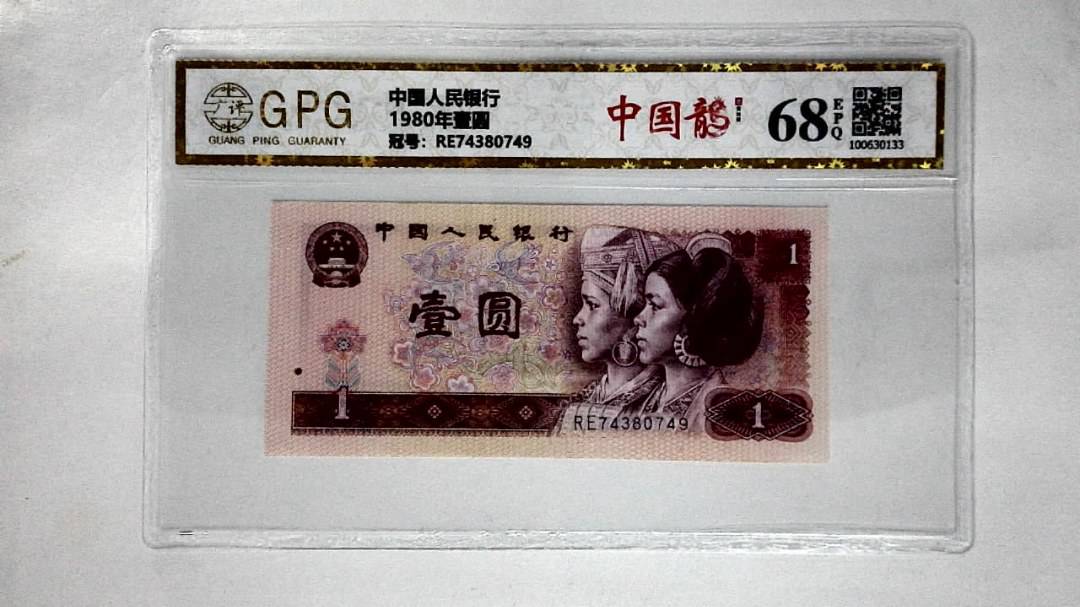 GPG
GUANG PING GUARANTY
中国人民银行
1980年壹圆
冠号：RE74380749
中国龍
68
EPQ
100630133
中国人民银行
1
壹圆
1
RE74380749
1